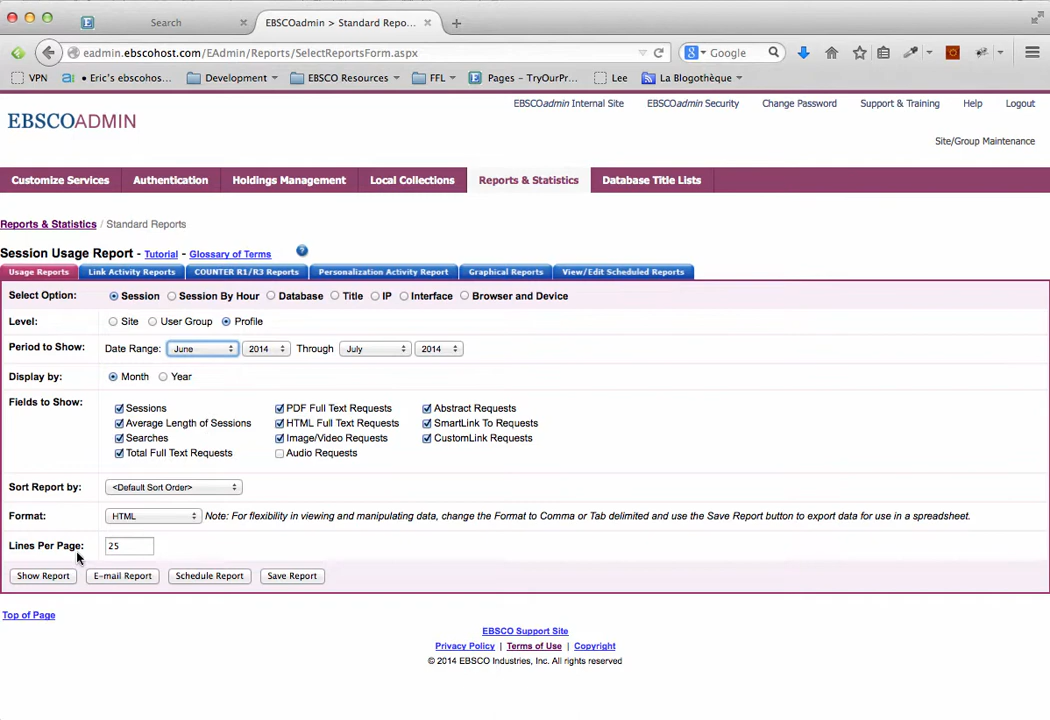 Search
EBSCOadmin > Standard Repo...
eadmin.ebscohost.com/EAdmin/Reports/SelectReportsForm.aspx
Google
VPN
• Eric's ebscohos...
Development
EBSCO Resources
FFL
Pages – TryOurPr...
Lee
La Blogothèque
EBSCOadmin Internal Site
EBSCOadmin Security
Change Password
Support & Training
Help
Logout
EBSCOADMIN
Site/Group Maintenance
Customize Services
Authentication
Holdings Management
Local Collections
Reports & Statistics
Database Title Lists
Reports & Statistics / Standard Reports
Session Usage Report - Tutorial - Glossary of Terms ?
Usage Reports
Link Activity Reports
COUNTER R1/R3 Reports
Personalization Activity Report
Graphical Reports
View/Edit Scheduled Reports
Select Option: Session Session By Hour Database Title IP Interface Browser and Device
Level: Site User Group Profile
Period to Show: Date Range: June 2014 Through July 2014
Display by: Month Year
Fields to Show:
Sessions PDF Full Text Requests Abstract Requests
Average Length of Sessions HTML Full Text Requests SmartLink To Requests
Searches Image/Video Requests CustomLink Requests
Total Full Text Requests Audio Requests
Sort Report by: <Default Sort Order>
Format: HTML Note: For flexibility in viewing and manipulating data, change the Format to Comma or Tab delimited and use the Save Report button to export data for use in a spreadsheet.
Lines Per Page: 25
Show Report
E-mail Report
Schedule Report
Save Report
Top of Page
EBSCO Support Site
Privacy Policy | Terms of Use | Copyright
© 2014 EBSCO Industries, Inc. All rights reserved